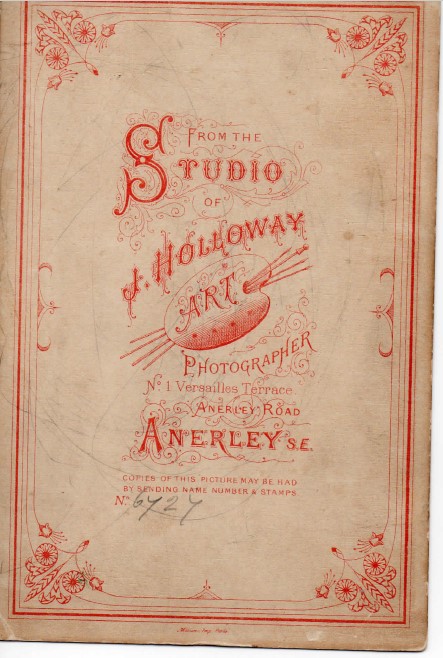 FROM THE
STUDIO
OF
J. HOLLOWAY
ART
PHOTOGRAPHER
No. 1 Versailles Terrace
ANERLEY ROAD
ANERLEY S.E.
COPIES OF THIS PICTURE MAY BE HAD
BY SENDING NAME NUMBER & STAMPS
No. 6727